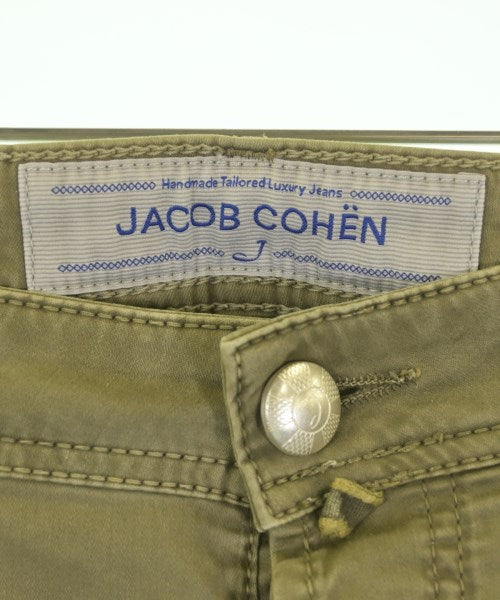 Handmade Tailored Luxury Jeans
JACOB COHËN
J